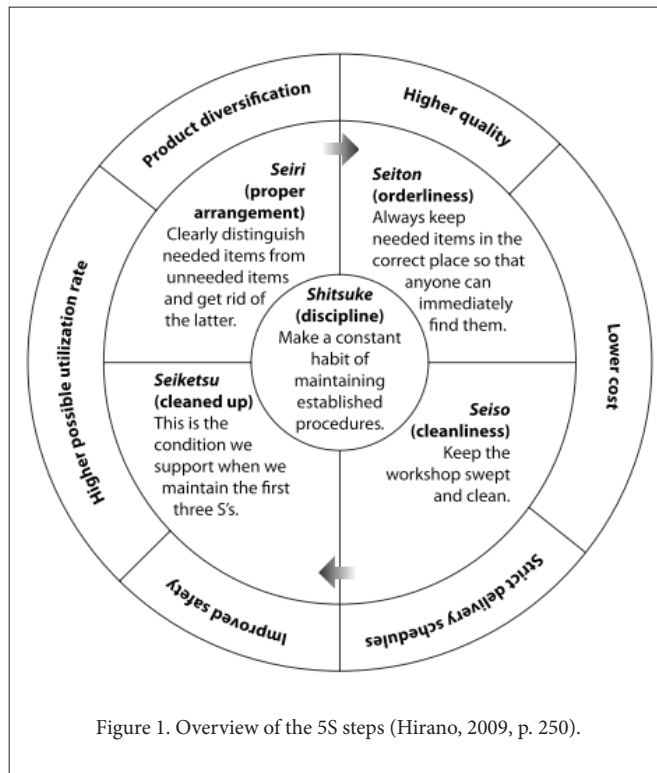 Product diversification
Higher quality
Lower cost
Strict delivery schedules
Improved safety
Higher possible utilization rate
Seiri
(proper
arrangement)
Clearly distinguish
needed items from
unneeded items
and get rid of
the latter.
Seiton
(orderliness)
Always keep
needed items in the
correct place so that
anyone can
immediately
find them.
Shitsuke
(discipline)
Make a constant
habit of
maintaining
established
procedures.
Seiketsu
(cleaned up)
This is the
condition we
support when we
maintain the first
three S's.
Seiso
(cleanliness)
Keep the
workshop swept
and clean.
Figure 1. Overview of the 5S steps (Hirano, 2009, p. 250).